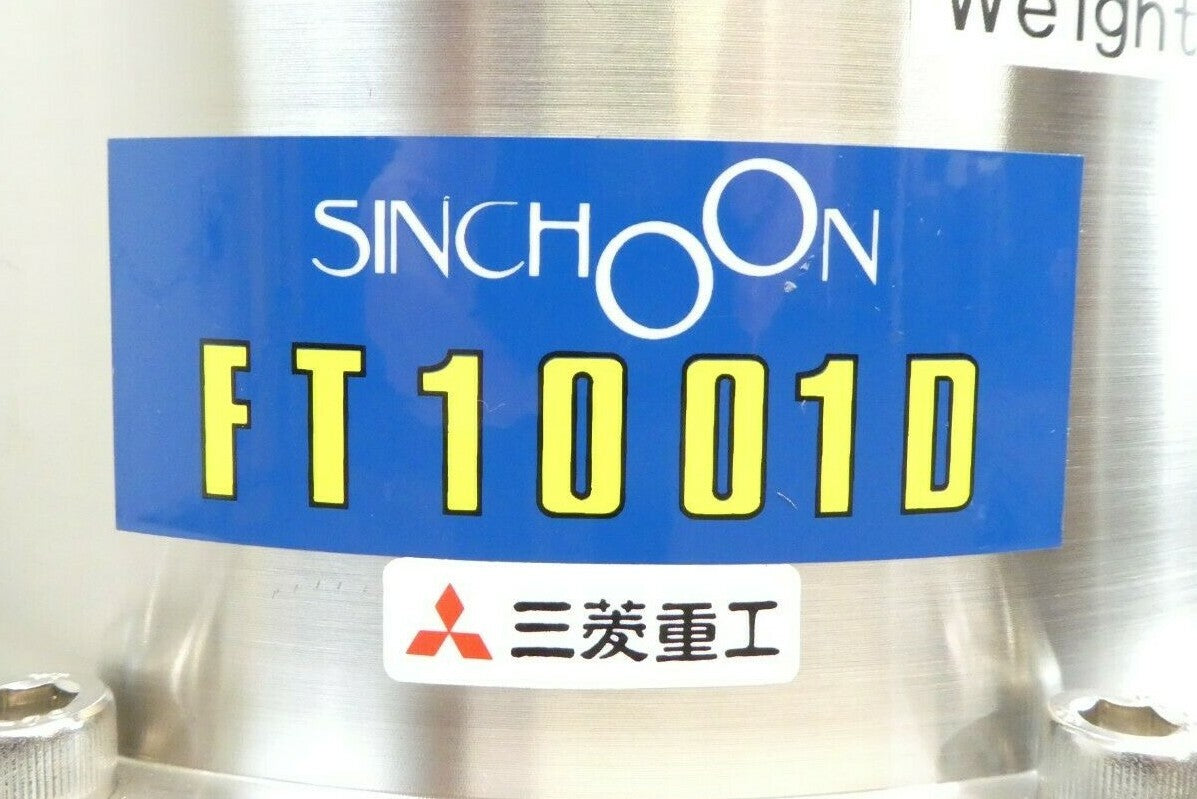 Weight
SINCHOON
FT1001D
三菱重工